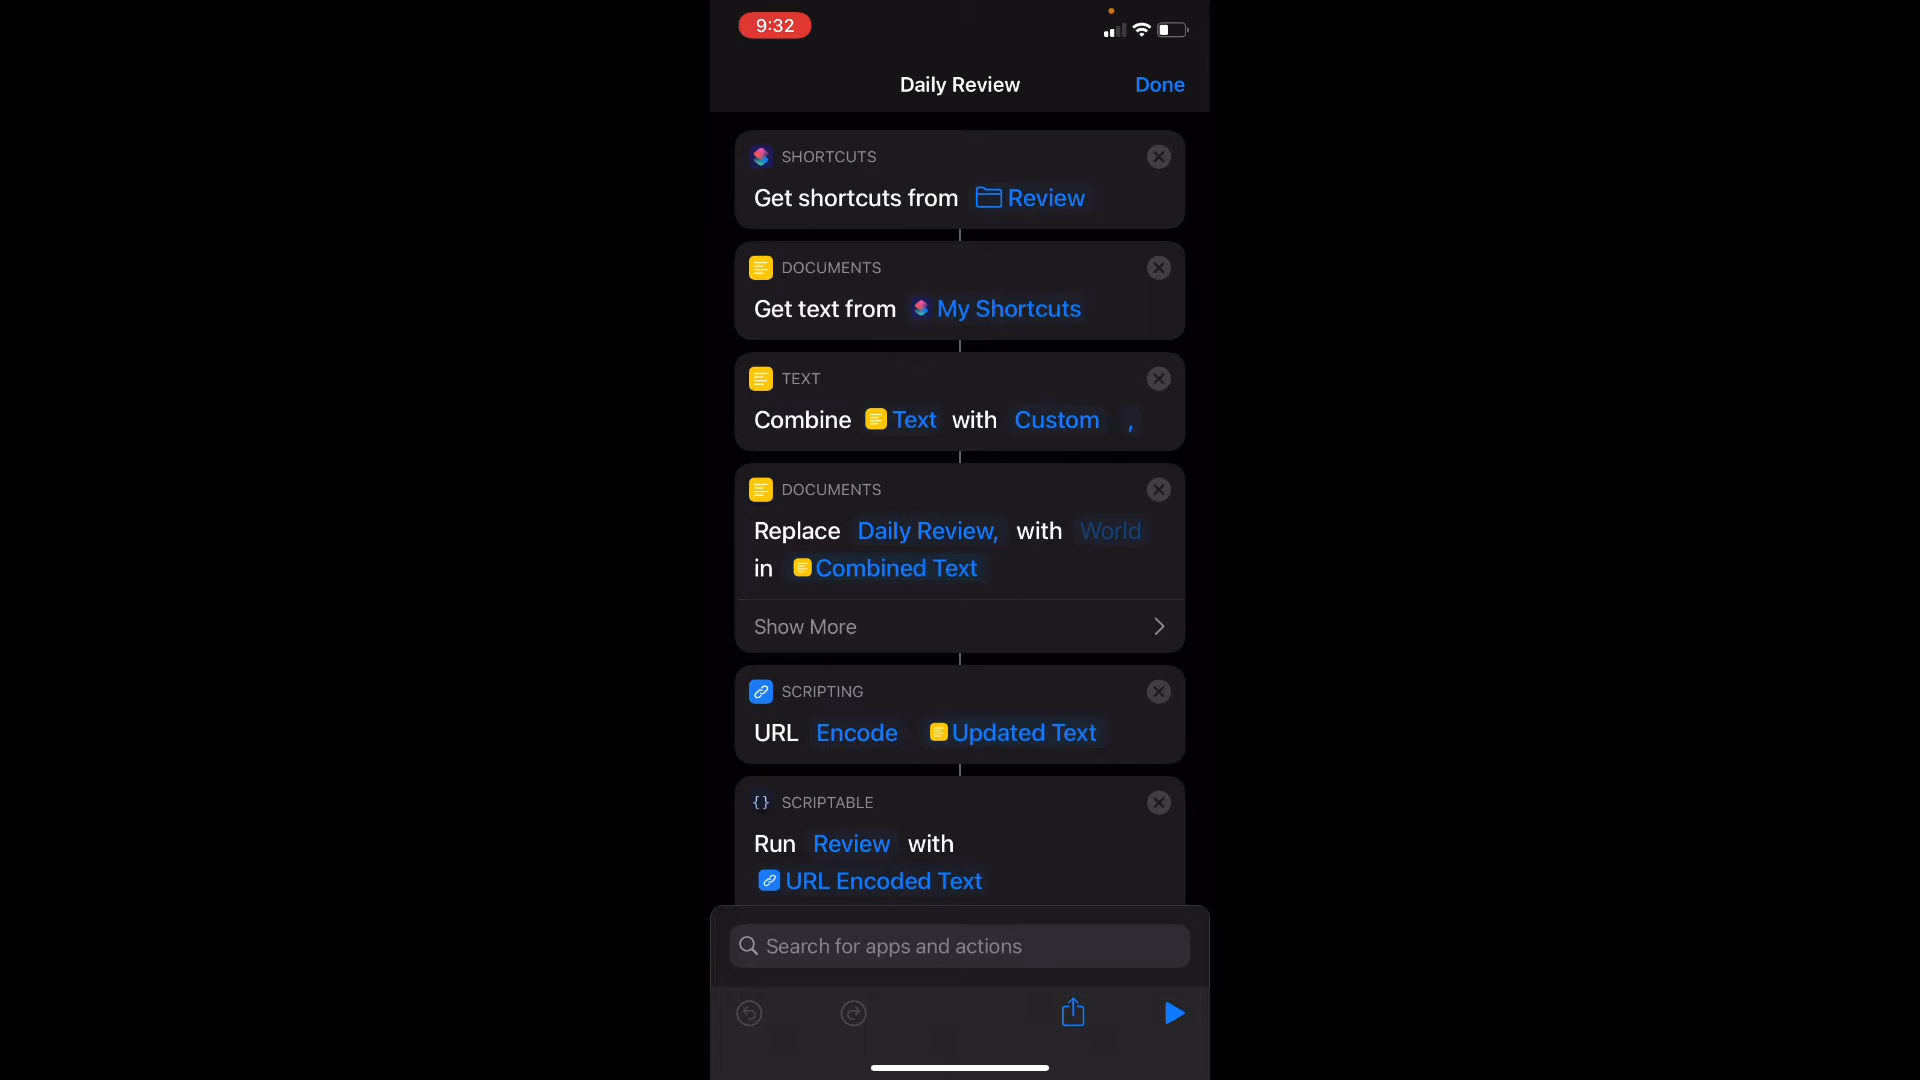 9:32
Daily Review
Done
SHORTCUTS
Get shortcuts from Review
DOCUMENTS
Get text from My Shortcuts
TEXT
Combine Text with Custom ,
DOCUMENTS
Replace Daily Review, with World
in Combined Text
Show More
SCRIPTING
URL Encode Updated Text
{} SCRIPTABLE
Run Review with
URL Encoded Text
Search for apps and actions